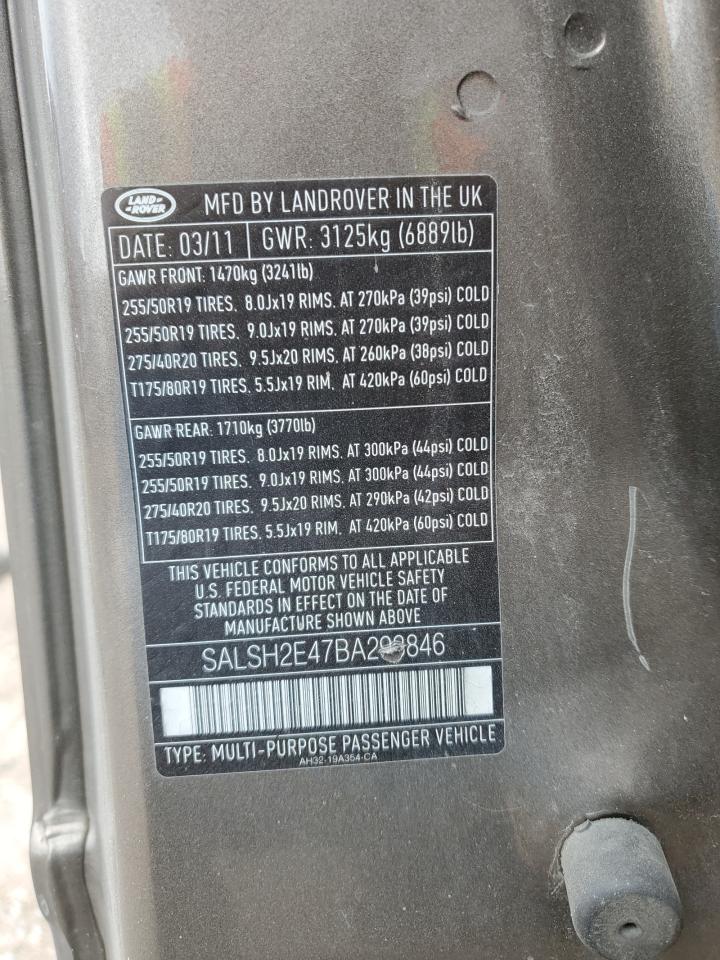 LAND-
-ROVER
MFD BY LANDROVER IN THE UK
DATE: 03/11 GWR: 3125kg (6889lb)
GAWR FRONT: 1470kg (3241lb)
255/50R19 TIRES. 8.0Jx19 RIMS. AT 270kPa (39psi) COLD
255/50R19 TIRES. 9.0Jx19 RIMS. AT 270kPa (39psi) COLD
275/40R20 TIRES. 9.5Jx20 RIMS. AT 260kPa (38psi) COLD
T175/80R19 TIRES. 5.5Jx19 RIM. AT 420kPa (60psi) COLD
GAWR REAR: 1710kg (3770lb)
255/50R19 TIRES. 8.0Jx19 RIMS. AT 300kPa (44psi) COLD
255/50R19 TIRES. 9.0Jx19 RIMS. AT 300kPa (44psi) COLD
275/40R20 TIRES. 9.5Jx20 RIMS. AT 290kPa (42psi) COLD
T175/80R19 TIRES. 5.5Jx19 RIM. AT 420kPa (60psi) COLD
THIS VEHICLE CONFORMS TO ALL APPLICABLE
U.S. FEDERAL MOTOR VEHICLE SAFETY
STANDARDS IN EFFECT ON THE DATE OF
MANUFACTURE SHOWN ABOVE
TYPE: MULTI-PURPOSE PASSENGER VEHICLE
AH32-19A354-CA